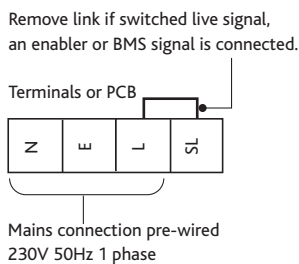 Remove link if switched live signal,
an enabler or BMS signal is connected.
Terminals or PCB
N E L SL
Mains connection pre-wired
230V 50Hz 1 phase